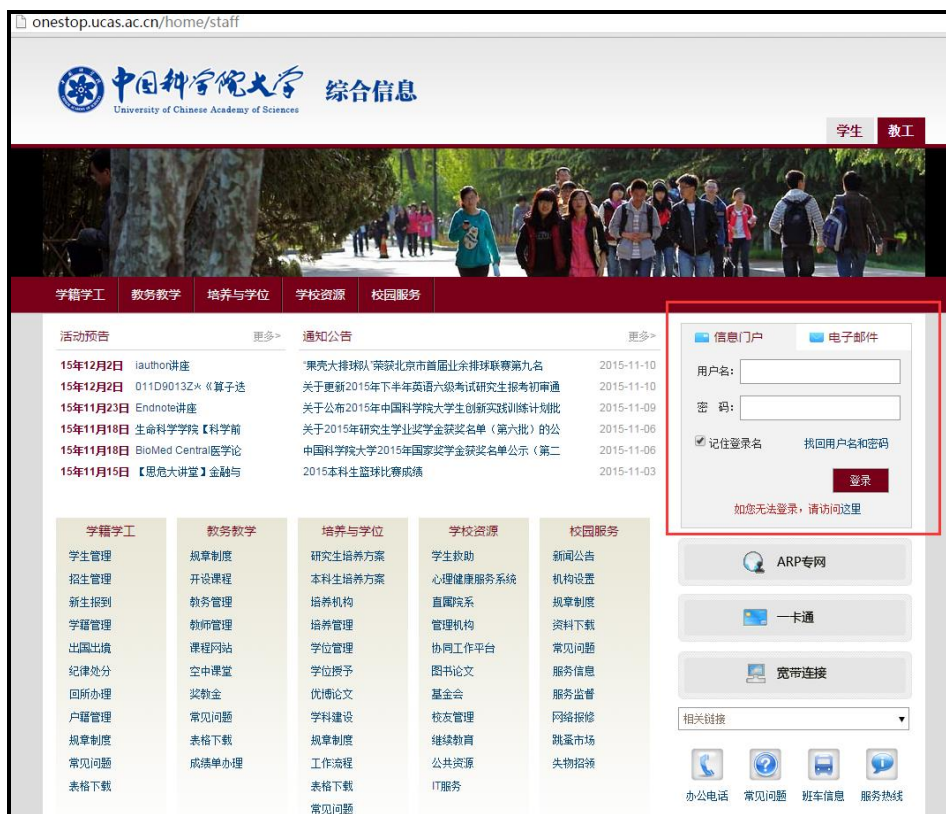 onestop.ucas.ac.cn/home/staff
中国科学院大学 综合信息
University of Chinese Academy of Sciences
学生 教工
学籍学工 教务教学 培养与学位 学校资源 校园服务
活动预告 更多>
15年12月2日 iauthor讲座
15年12月2日 011D9013Z★《算子迭
15年11月23日 Endnote讲座
15年11月18日 生命科学学院【科学前
15年11月18日 BioMed Central医学论
15年11月15日 【思危大讲堂】金融与
通知公告 更多>
“果壳大排球队”荣获北京市首届业余排球联赛第九名 2015-11-10
关于更新2015年下半年英语六级考试研究生报考初审通 2015-11-10
关于公布2015年中国科学院大学生创新实践训练计划批 2015-11-09
关于2015年研究生学业奖学金获奖名单（第六批）的公 2015-11-06
中国科学院大学2015年国家奖学金获奖名单公示（第二 2015-11-06
2015本科生篮球比赛成绩 2015-11-03
信息门户 电子邮件
用户名:
密 码:
记住登录名 找回用户名和密码
登录
如您无法登录，请访问这里
学籍学工
学生管理
招生管理
新生报到
学籍管理
出国出境
纪律处分
回所办理
户籍管理
规章制度
常见问题
表格下载
教务教学
规章制度
开设课程
教务管理
教师管理
课程网站
空中课堂
奖教金
常见问题
表格下载
成绩单办理
培养与学位
研究生培养方案
本科生培养方案
培养机构
培养管理
学位管理
学位授予
优博论文
学科建设
规章制度
工作流程
表格下载
常见问题
学校资源
学生救助
心理健康服务系统
直属院系
管理机构
协同工作平台
图书论文
基金会
校友管理
继续教育
公共资源
IT服务
校园服务
新闻公告
机构设置
规章制度
资料下载
常见问题
服务信息
服务监督
网络报修
跳蚤市场
失物招领
ARP专网
一卡通
宽带连接
相关链接
办公电话 常见问题 班车信息 服务热线